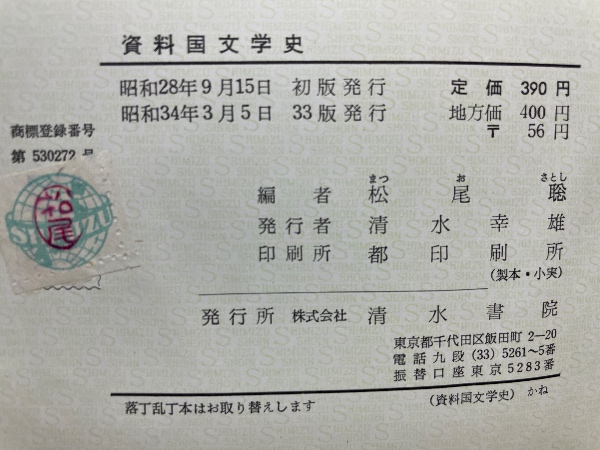 資料国文学史
昭和28年9月15日 初版発行 定価 390円
昭和34年3月5日 33版発行 地方価 400円
〒 56円
商標登録番号
第 530272 号
松尾
SHIMIZU
まつ お さとし
編者 松尾聡
発行者 清水幸雄
印刷所 都印刷所
(製本・小実)
発行所 株式会社 清水書院
東京都千代田区飯田町 2—20
電話九段 (33) 5261〜5番
振替口座東京 5283番
落丁乱丁本はお取り替えします (資料国文学史) かね